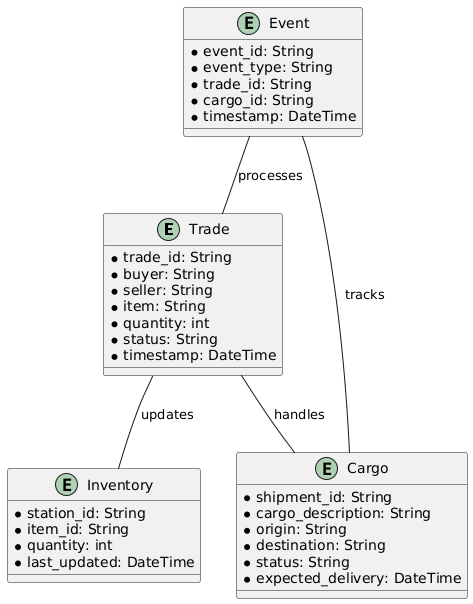 E Event
* event_id: String
* event_type: String
* trade_id: String
* cargo_id: String
* timestamp: DateTime
processes
tracks
E Trade
* trade_id: String
* buyer: String
* seller: String
* item: String
* quantity: int
* status: String
* timestamp: DateTime
updates
handles
E Inventory
* station_id: String
* item_id: String
* quantity: int
* last_updated: DateTime
E Cargo
* shipment_id: String
* cargo_description: String
* origin: String
* destination: String
* status: String
* expected_delivery: DateTime